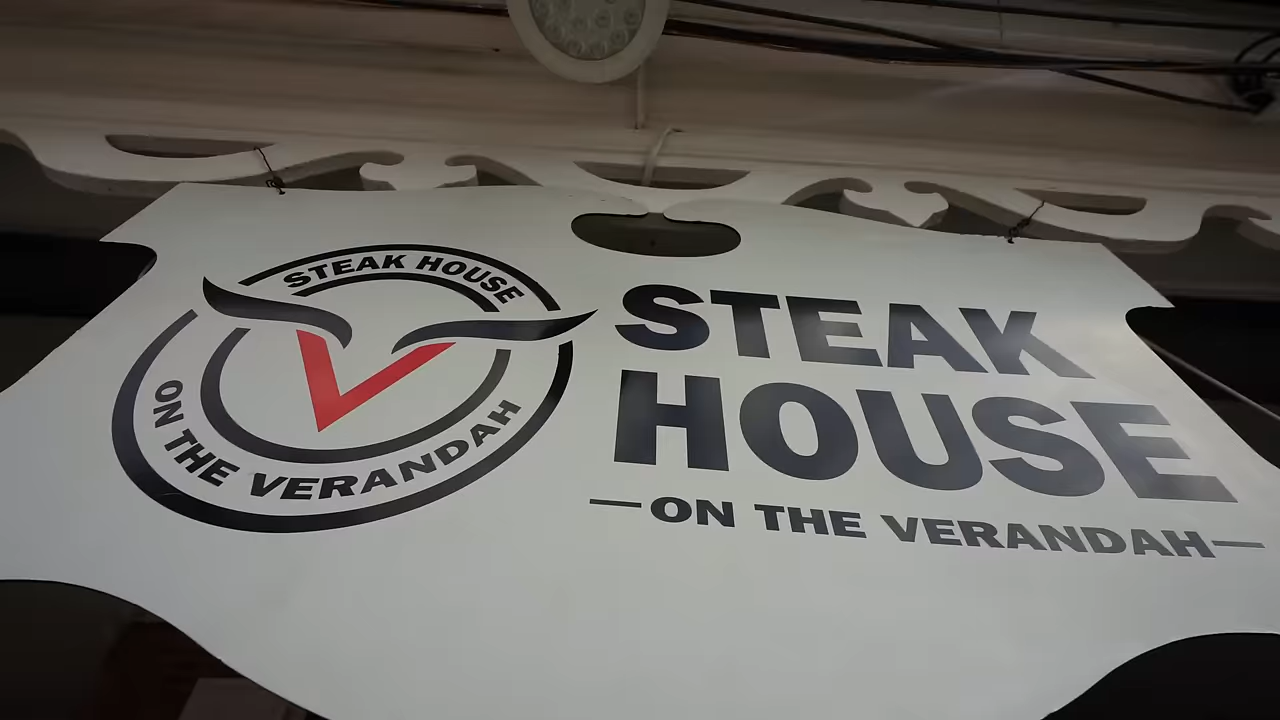 STEAK HOUSE
V
ON THE VERANDAH
STEAK
HOUSE
—ON THE VERANDAH—